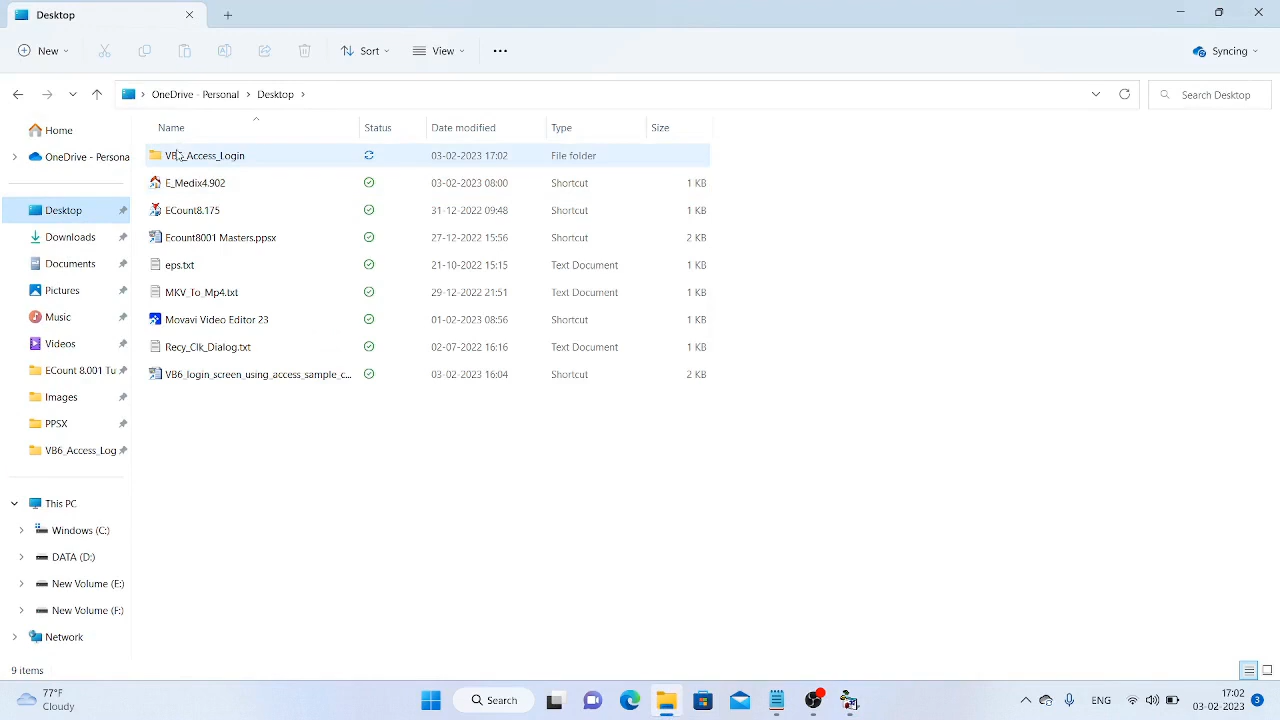 Desktop
New
Sort
View
Syncing
OneDrive - Personal
Desktop
Search Desktop
Name
Status
Date modified
Type
Size
Home
OneDrive - Persona
Desktop
Downloads
Documents
Pictures
Music
Videos
ECount 8.001 Tu
Images
PPSX
VB6_Access_Log
This PC
Windows (C:)
DATA (D:)
New Volume (E:)
New Volume (F:)
Network
VB6_Access_Login 03-02-2023 17:02 File folder
E_Medix4.902 03-02-2023 08:00 Shortcut 1 KB
ECount8.175 31-12-2022 09:48 Shortcut 1 KB
Ecount8001 Masters.ppsx 27-12-2022 15:56 Shortcut 2 KB
eps.txt 21-10-2022 15:15 Text Document 1 KB
MKV_To_Mp4.txt 29-12-2022 21:51 Text Document 1 KB
Movavi Video Editor 23 01-02-2023 08:56 Shortcut 1 KB
Recy_Clk_Dialog.txt 02-07-2022 16:16 Text Document 1 KB
VB6_login_screen_using_access_sample_c... 03-02-2023 16:04 Shortcut 2 KB
9 items
77°F
Cloudy
Search
ENG
17:02
03-02-2023
3